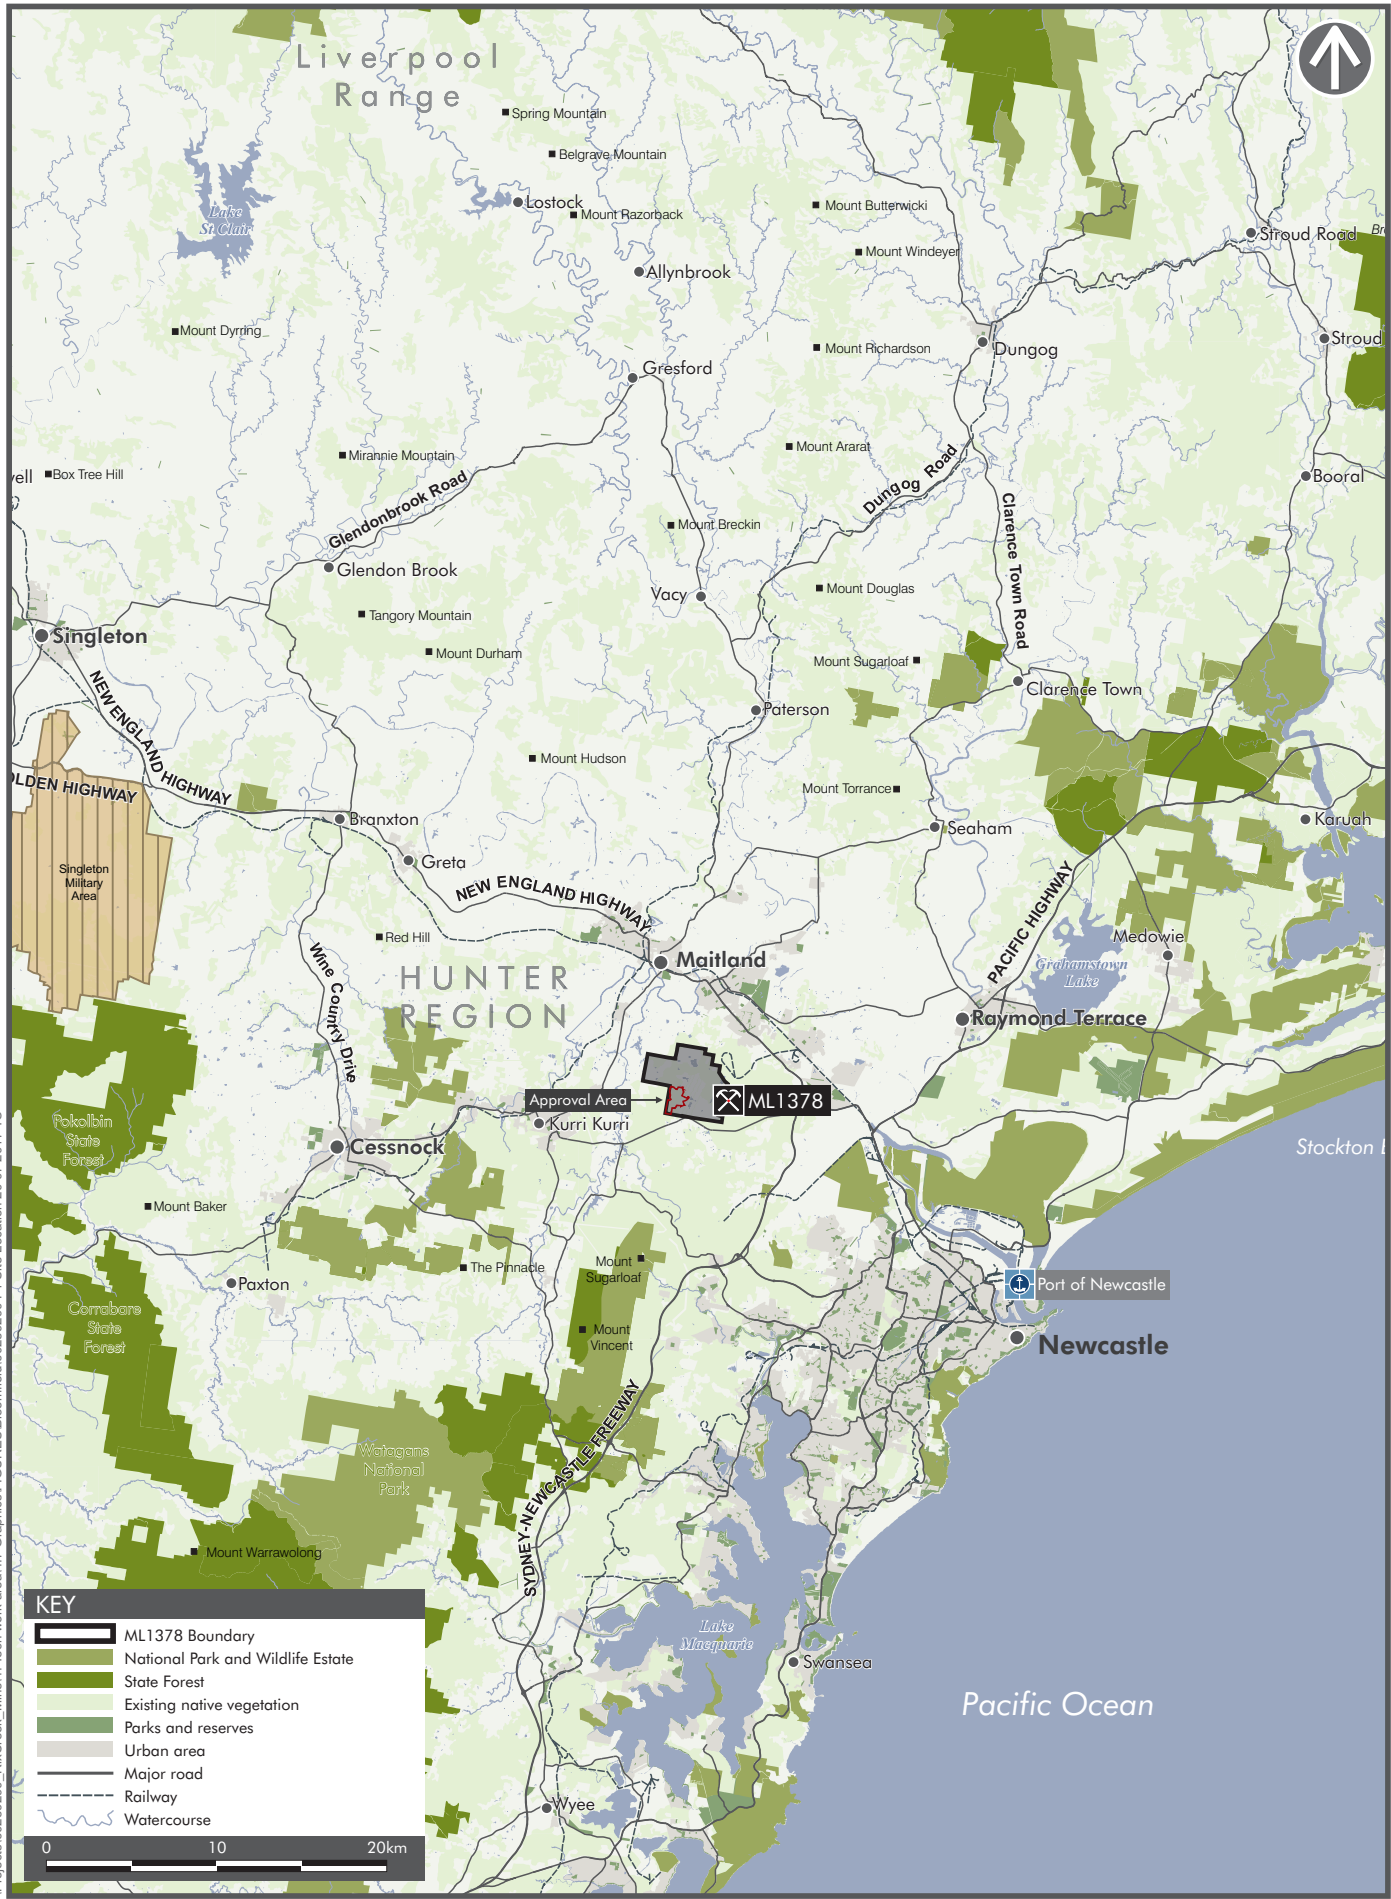 Liverpool
Range
Spring Mountain
Belgrave Mountain
Lostock
Mount Razorback
Mount Butterwicki
Lake
St Clair
Stroud Road
Mount Windeyer
Allynbrook
Mount Dyrring
Stroud
Mount Richardson
Dungog
Gresford
Mount Ararat
Mirannie Mountain
Dungog Road
Box Tree Hill
Booral
Glendonbrook Road
Clarence Town Road
Mount Breckin
Glendon Brook
Vacy
Mount Douglas
Tangory Mountain
Singleton
Mount Durham
Mount Sugarloaf
Clarence Town
NEW ENGLAND HIGHWAY
Paterson
Mount Hudson
OLDEN HIGHWAY
Mount Torrance
Branxton
Karuah
Seaham
Greta
Singleton
Military
Area
NEW ENGLAND HIGHWAY
PACIFIC HIGHWAY
Red Hill
Medowie
Wine Country Drive
Maitland
Grahamstown
Lake
HUNTER
REGION
Raymond Terrace
Approval Area
ML1378
Kurri Kurri
Pokolbin
State
Forest
Cessnock
Stockton
Mount Baker
Mount
Sugarloaf
The Pinnacle
Paxton
Port of Newcastle
Corrabare
State
Forest
Mount
Vincent
Newcastle
SYDNEY-NEWCASTLE FREEWAY
Watagans
National
Park
Mount Warrawolong
Lake
Macquarie
Swansea
Pacific Ocean
Wyee
KEY
ML1378 Boundary
National Park and Wildlife Estate
State Forest
Existing native vegetation
Parks and reserves
Urban area
Major road
Railway
Watercourse
0 10 20km